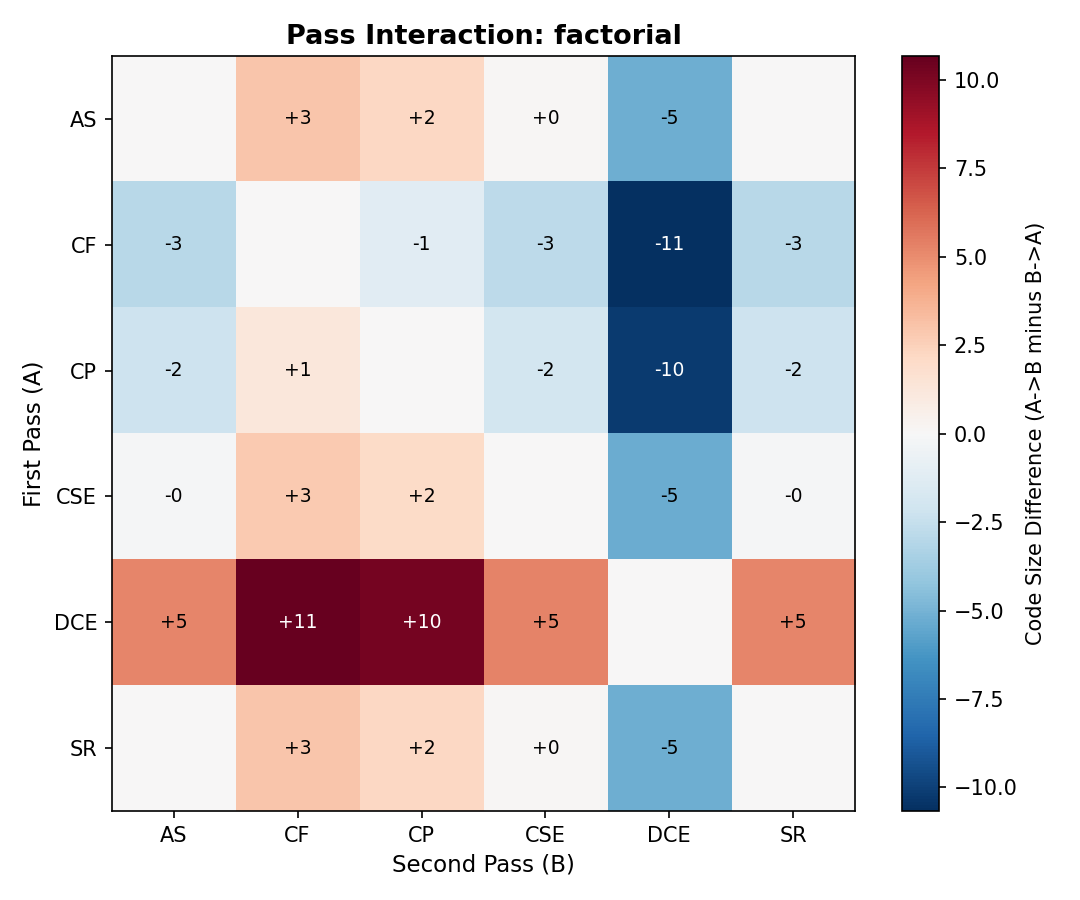 Pass Interaction: factorial
AS +3 +2 +0 -5
CF -3 -1 -3 -11 -3
CP -2 +1 -2 -10 -2
CSE -0 +3 +2 -5 -0
DCE +5 +11 +10 +5 +5
SR +3 +2 +0 -5
AS CF CP CSE DCE SR
Second Pass (B)
First Pass (A)
10.0
7.5
5.0
2.5
0.0
−2.5
−5.0
−7.5
−10.0
Code Size Difference (A->B minus B->A)